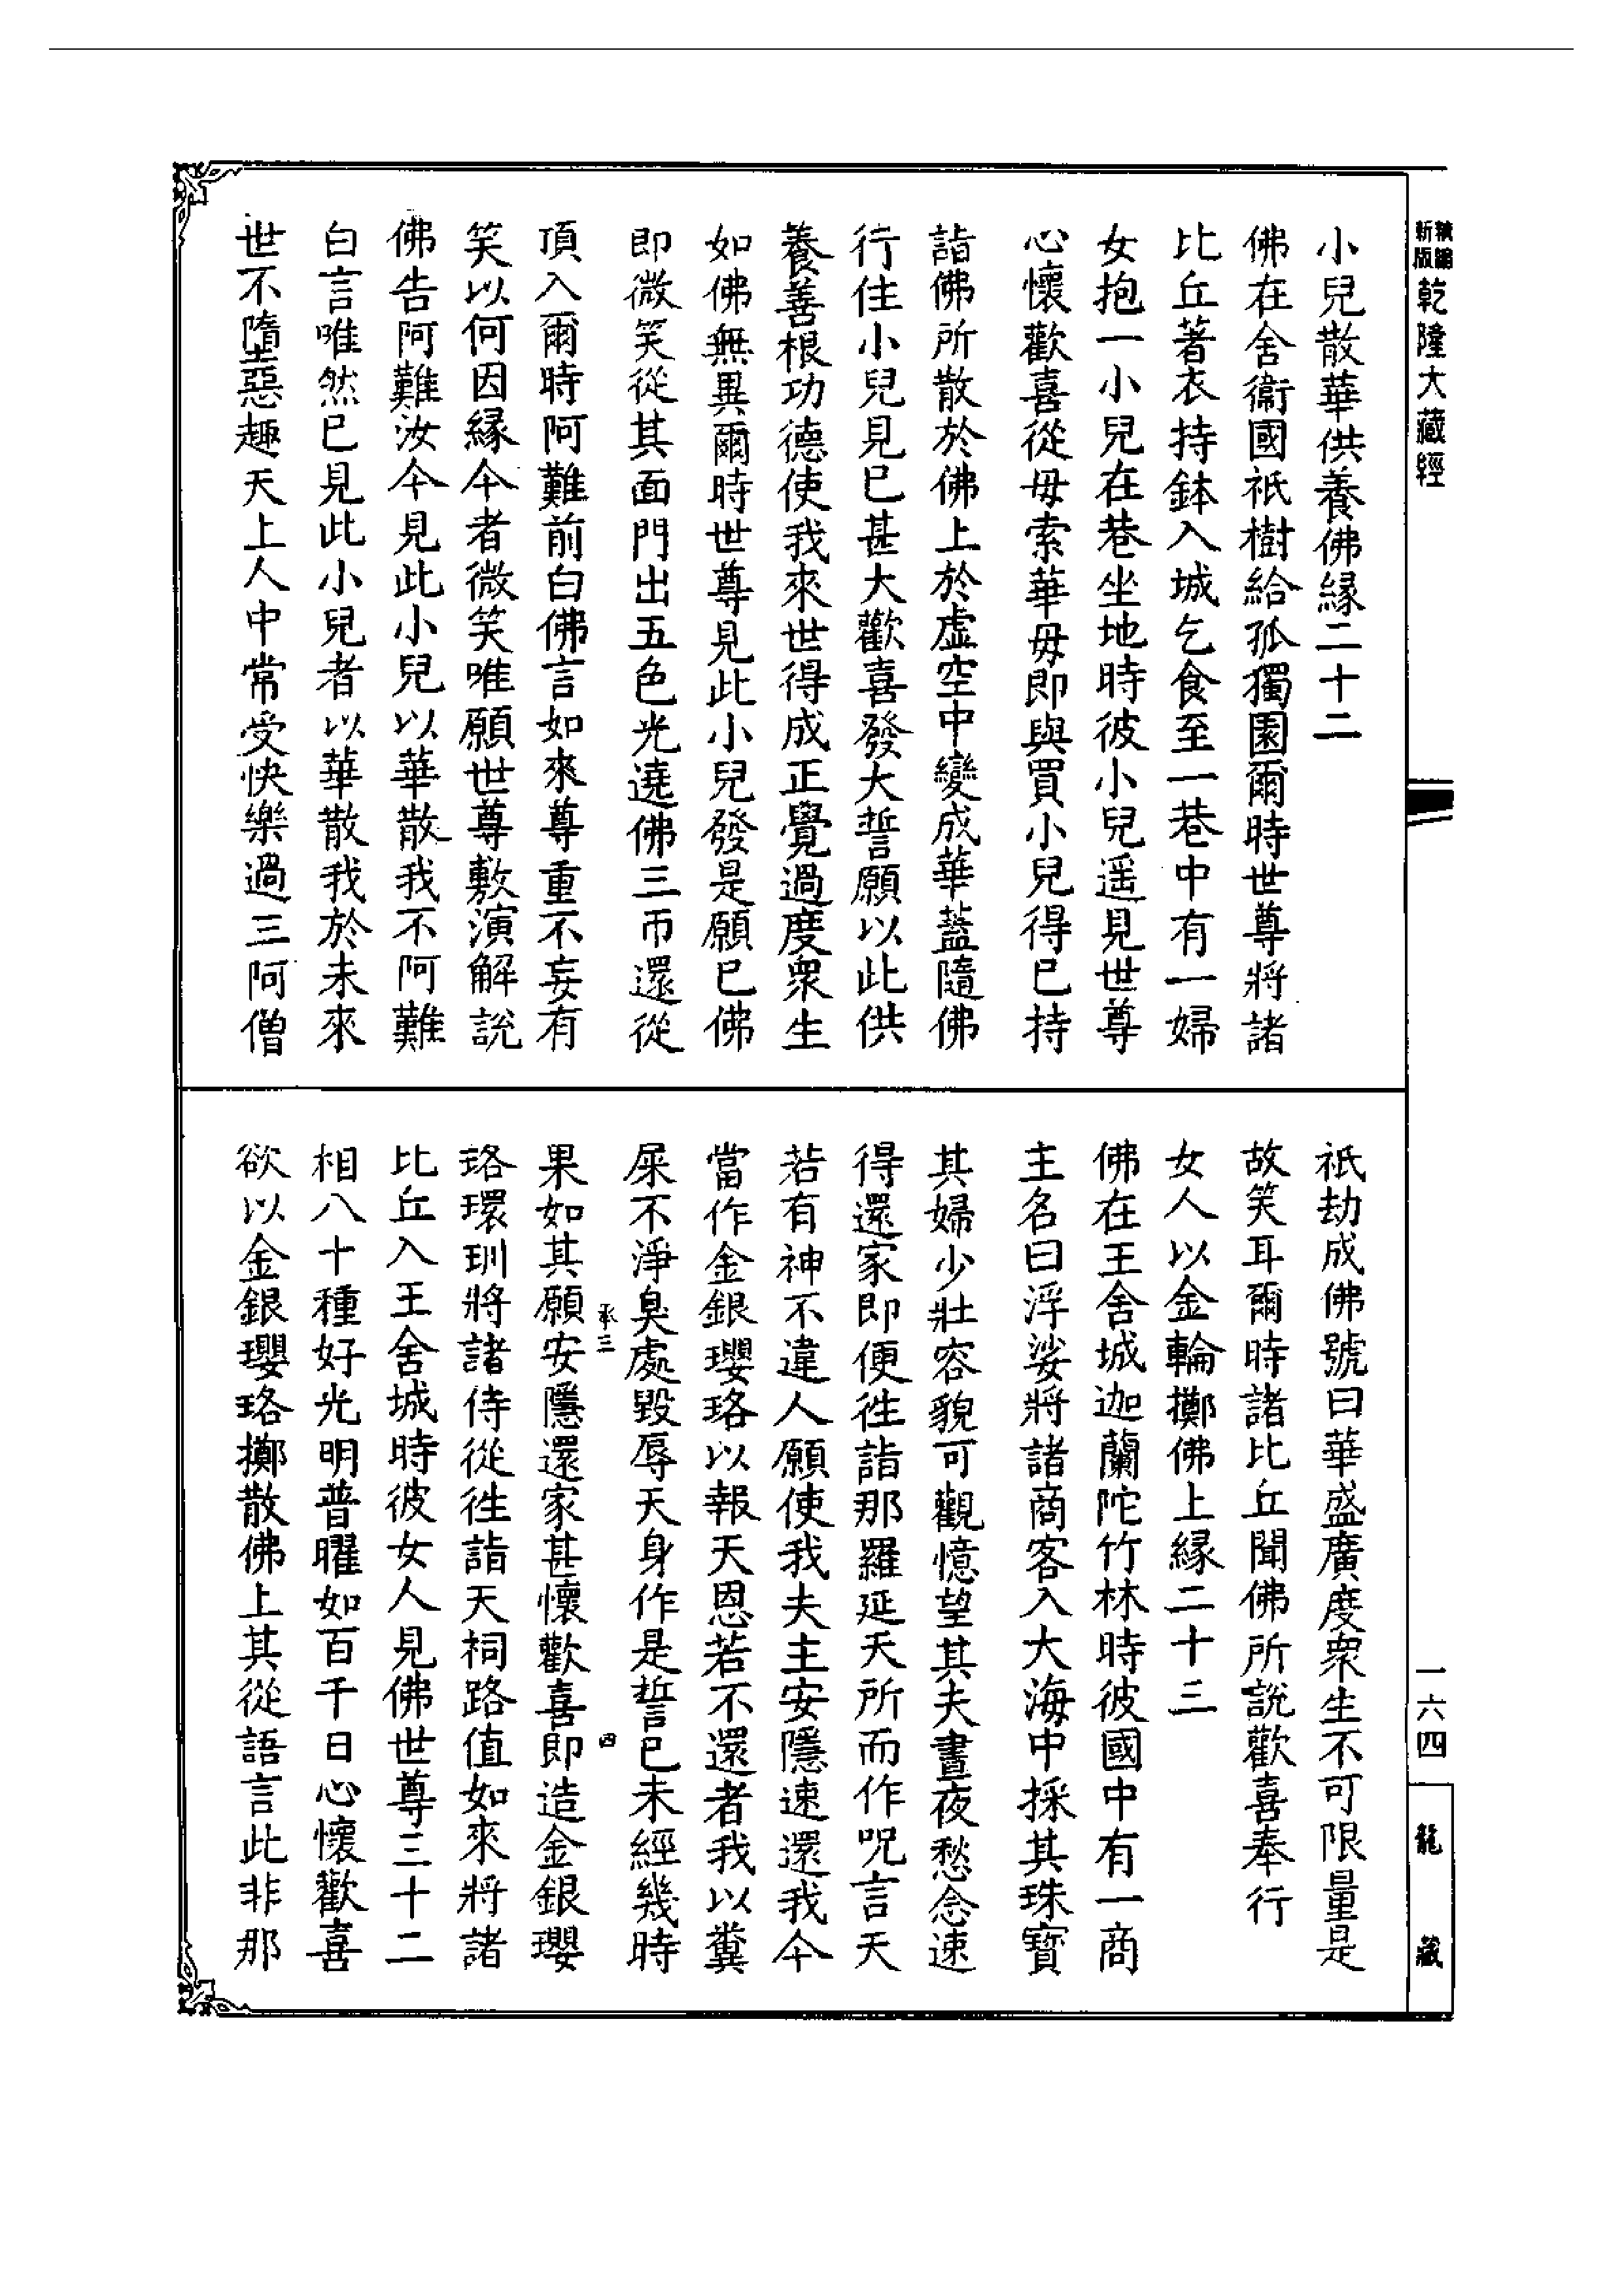 新版
精編
乾隆大藏經
小兒散華供養佛緣二十二
佛在舍衛國祇樹給孤獨園爾時世尊將諸
比丘著衣持鉢入城乞食至一巷中有一婦
女抱一小兒在巷坐地時彼小兒遥見世尊
心懷歡喜從母索華母即與買小兒得已持
詣佛所散於佛上於虛空中變成華蓋隨佛
行住小兒見已甚大歡喜發大誓願以此供
養善根功德使我來世得成正覺過度衆生
如佛無異爾時世尊見此小兒發是願已佛
即微笑從其面門出五色光遶佛三帀還從
頂入爾時阿難前白佛言如來尊重不妄有
笑以何因緣今者微笑唯願世尊敷演解說
佛告阿難汝今見此小兒以華散我不阿難
白言唯然已見此小兒者以華散我於未來
世不墮惡趣天上人中常受快樂過三阿僧
祇劫成佛號曰華盛廣度衆生不可限量是
故笑耳爾時諸比丘聞佛所說歡喜奉行
女人以金輪擲佛上緣二十三
佛在王舍城迦蘭陀竹林時彼國中有一商
主名曰浮娑將諸商客入大海中採其珠寶
其婦少壯容貌可觀憶望其夫晝夜愁念速
得還家即便徃詣那羅延天所而作呪言天
若有神不違人願使我夫主安隱速還我今
當作金銀瓔珞以報天恩若不還者我以糞
屎不淨臭處毀辱天身作是誓已未經幾時
承三
四
果如其願安隱還家甚懷歡喜即造金銀瓔
珞環玔將諸侍從徃詣天祠路值如來將諸
比丘入王舍城時彼女人見佛世尊三十二
相八十種好光明普曜如百千日心懷歡喜
欲以金銀瓔珞擲散佛上其從語言此非那
一六四
龍藏